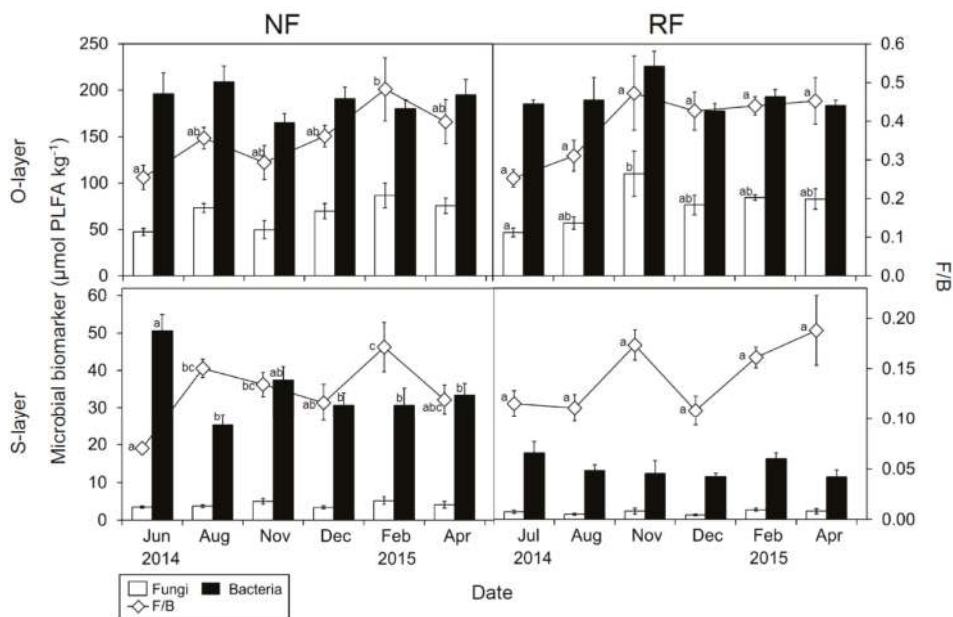 NF RF
250 0.6
200 0.5
150 0.4
100 0.3
50 0.2
0 0.1
0.0
O-layer
a ab ab ab b ab
a ab b ab ab ab
a a a a a a
Microbial biomarker (μmol PLFA kg⁻¹)
F/B
60
50 0.20
40 0.15
30 0.10
20 0.05
10 0.00
0
S-layer
a bc bc ab c abc
a b ab b b b
a a a a a a
Jun Aug Nov Dec Feb Apr Jul Aug Nov Dec Feb Apr
2014 2015 2014 2015
Date
Fungi Bacteria
F/B